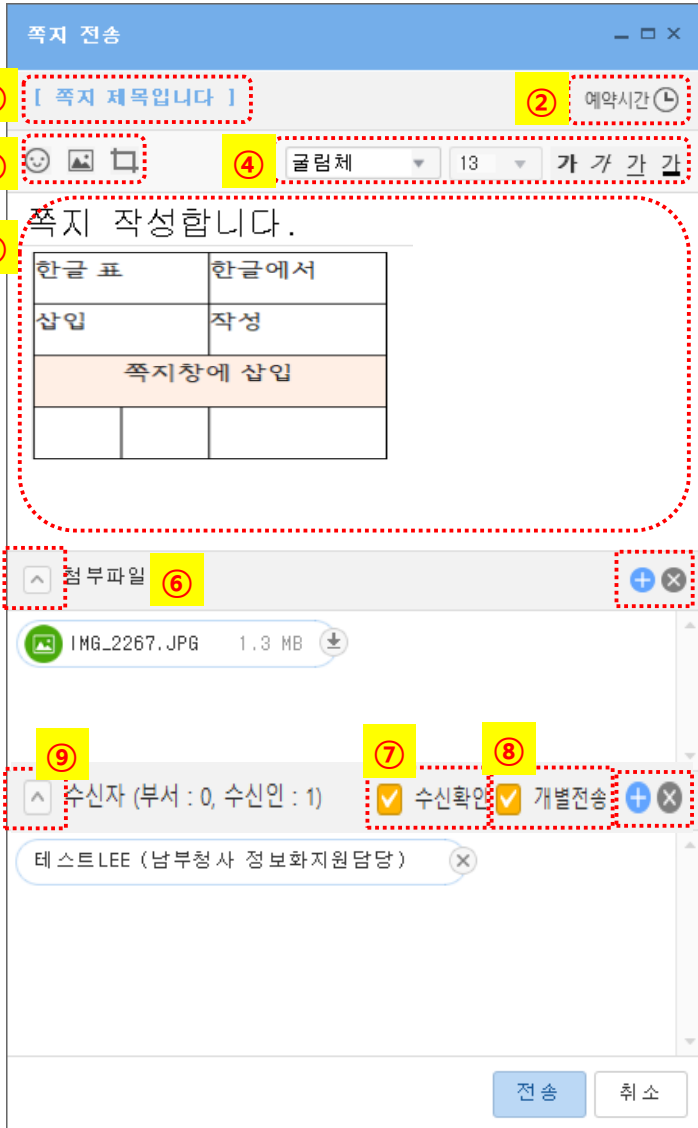 쪽지 전송
[ 쪽지 제목입니다 ]
② 예약시간
④ 굴림체 13 가 가 간 갈
쪽지 작성합니다.
한글 표 한글에서
삽입 작성
쪽지창에 삽입
첨부파일 ⑥
IMG_2267.JPG 1.3 MB
⑨ ⑦ ⑧
수신자 (부서 : 0, 수신인 : 1) 수신확인 개별전송
테스트LEE (남부청사 정보화지원담당)
전송 취소